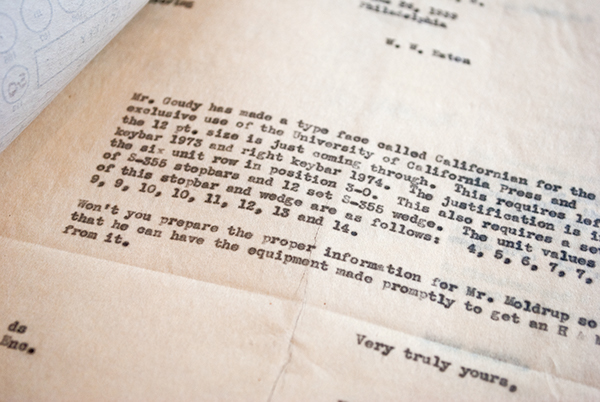 Philadelphia
W. W. Eaton
Mr. Goudy has made a type face called Californian for the
exclusive use of the University of California Press and
the 12 pt. size is just coming through. This requires left
keybar 1973 and right keybar 1974. The justification is in
the six unit row in position 3-0. This also requires a set
of S-355 stopbars and 12 set S-355 wedge. The unit values
of this stopbar and wedge are as follows: 4, 5, 6, 7, 7,
9, 9, 10, 10, 11, 12, 13 and 14.
Won't you prepare the proper information for Mr. Moldrup so
that he can have the equipment made promptly to get an H
from it.
Very truly yours,
ds
Enc.